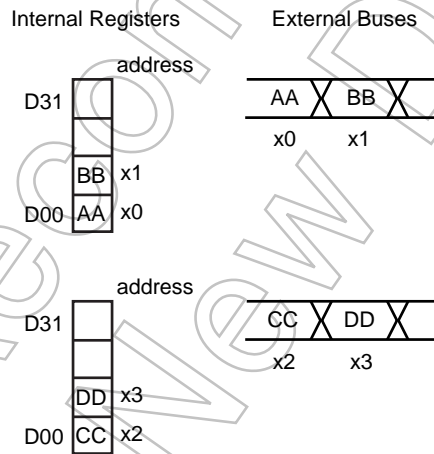 Internal Registers External Buses
address
D31 AA BB
x0 x1
BB x1
D00 AA x0
address
D31 CC DD
x2 x3
DD x3
D00 CC x2